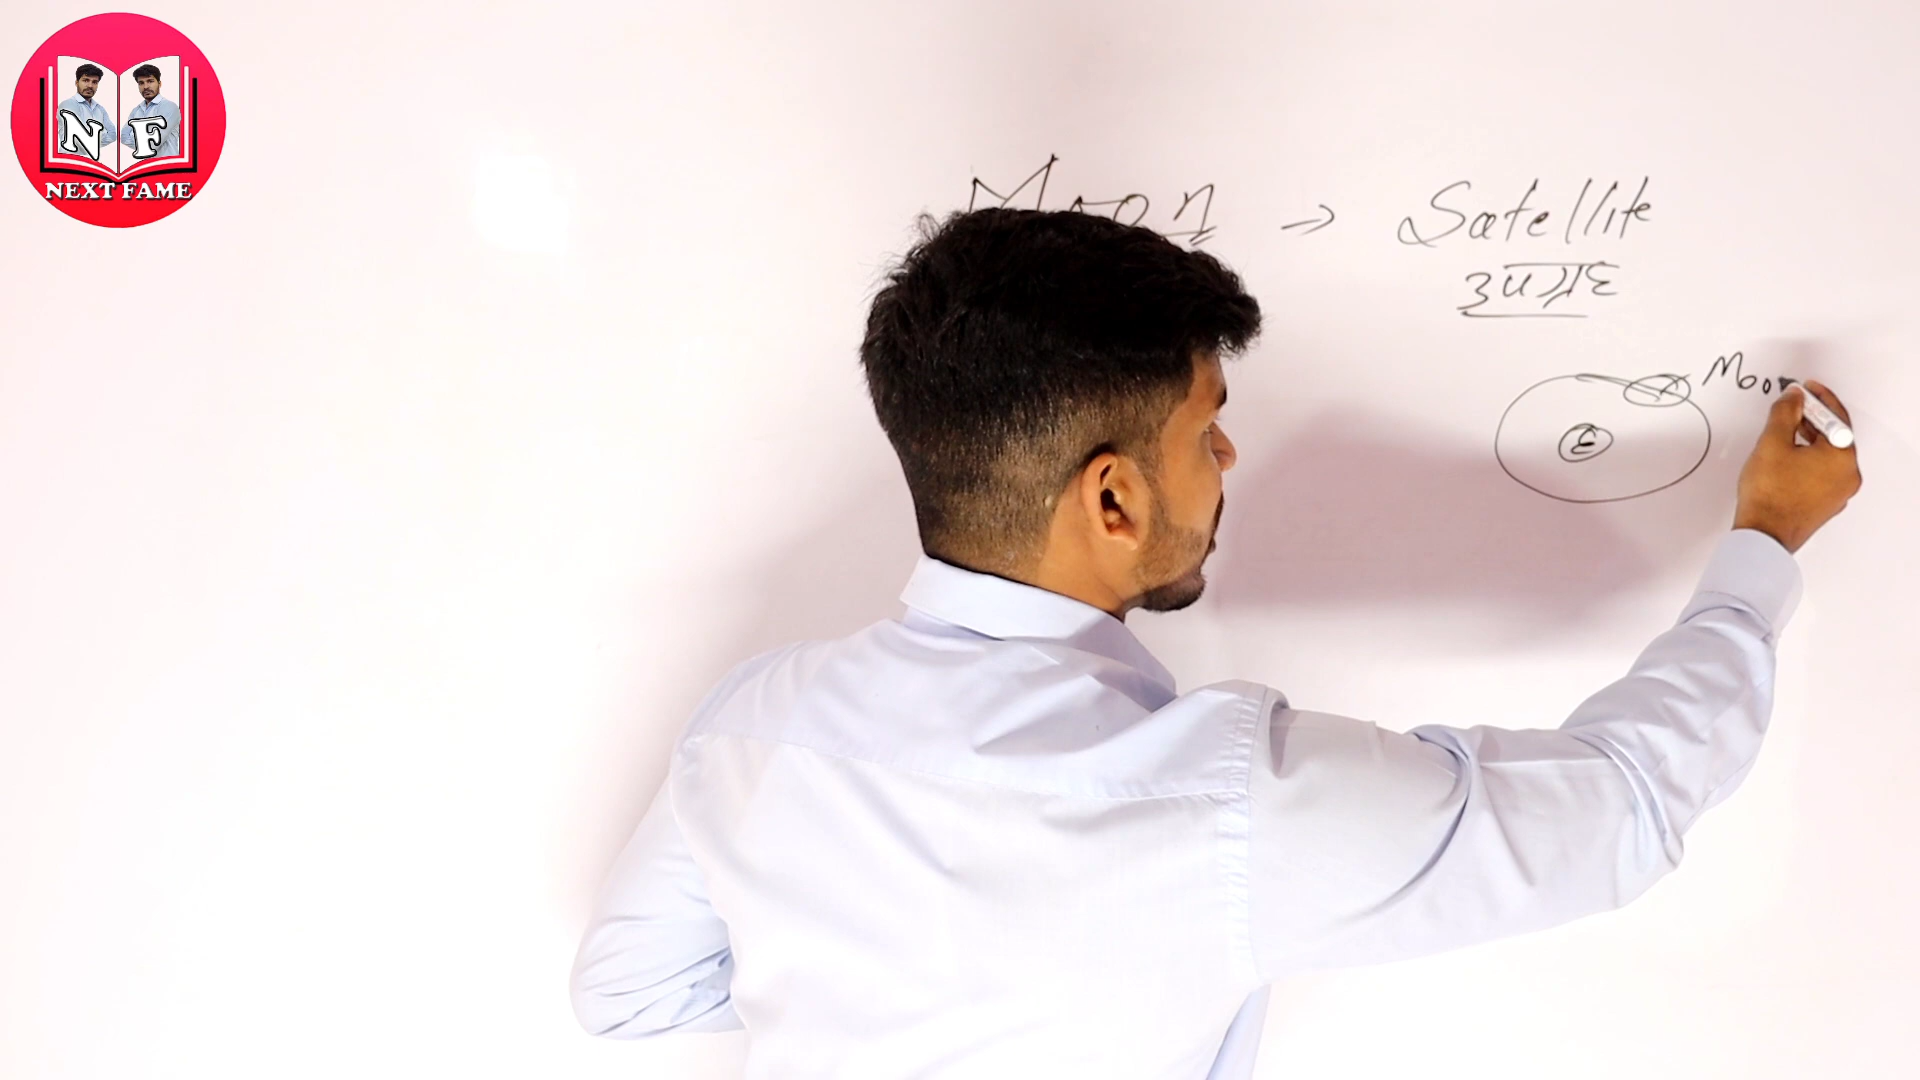 N F
NEXT FAME
Moon → Satellite
उपग्रह
Moo
E